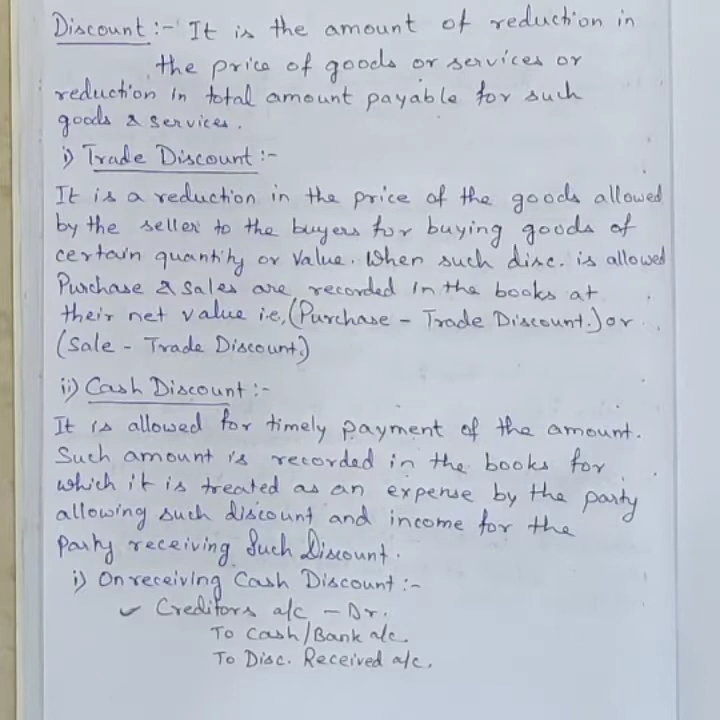 Discount :- It is the amount of reduction in
the price of goods or services or
reduction in total amount payable for such
goods & services.
i) Trade Discount :-
It is a reduction in the price of the goods allowed
by the seller to the buyers for buying goods of
certain quantity or value. When such disc. is allowed
Purchase & Sales are recorded in the books at
their net value i.e, (Purchase - Trade Discount.) or
(Sale - Trade Discount.)
ii) Cash Discount :-
It is allowed for timely payment of the amount.
Such amount is recorded in the books for
which it is treated as an expense by the party
allowing such discount and income for the
Party receiving Such Discount.
i) On receiving Cash Discount :-
✓ Creditors a/c - Dr.
To Cash/Bank a/c.
To Disc. Received a/c.